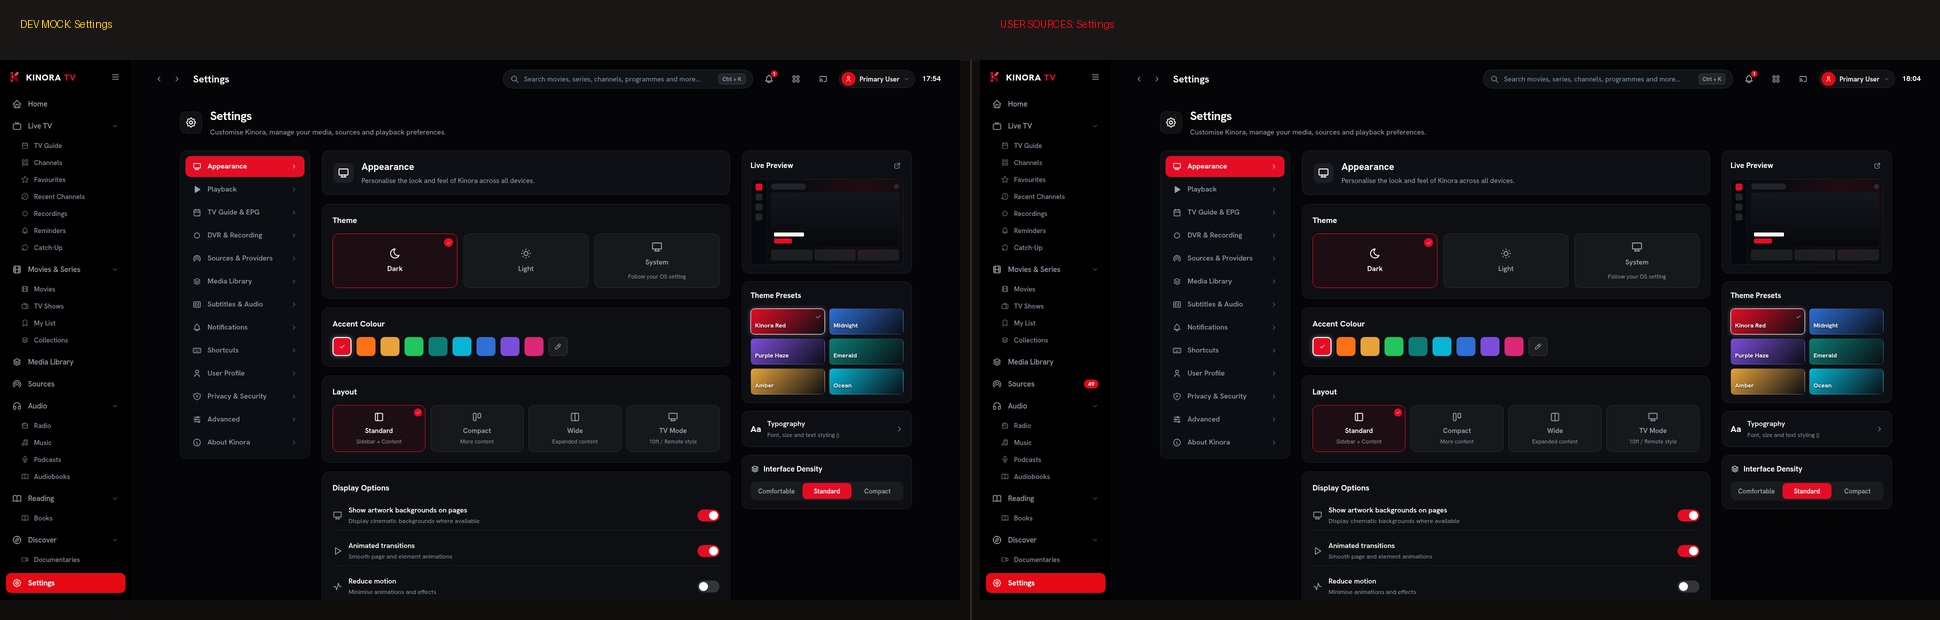 DEV MOCK: Settings
KINORA TV
Settings
Search movies, series, channels, programmes and more...
Ctrl + K
1
Primary User
17:54
Home
Live TV
TV Guide
Channels
Favourites
Recent Channels
Recordings
Reminders
Catch-Up
Movies & Series
Movies
TV Shows
My List
Collections
Media Library
Sources
Audio
Radio
Music
Podcasts
Audiobooks
Reading
Books
Discover
Documentaries
Settings
Settings
Customise Kinora, manage your media, sources and playback preferences.
Appearance
Playback
TV Guide & EPG
DVR & Recording
Sources & Providers
Media Library
Subtitles & Audio
Notifications
Shortcuts
User Profile
Privacy & Security
Advanced
About Kinora
Appearance
Personalise the look and feel of Kinora across all devices.
Theme
Dark
Light
System
Follow your OS setting
Accent Colour
Layout
Standard
Sidebar + Content
Compact
More content
Wide
Expanded content
TV Mode
10ft / Remote style
Display Options
Show artwork backgrounds on pages
Display cinematic backgrounds where available
Animated transitions
Smooth page and element animations
Reduce motion
Minimise animations and effects
Live Preview
Theme Presets
Kinora Red
Midnight
Purple Haze
Emerald
Amber
Ocean
Aa
Typography
Font, size and text styling ()
Interface Density
Comfortable
Standard
Compact
USER SOURCES: Settings
KINORA TV
Settings
Search movies, series, channels, programmes and more...
Ctrl + K
1
Primary User
18:04
Home
Live TV
TV Guide
Channels
Favourites
Recent Channels
Recordings
Reminders
Catch-Up
Movies & Series
Movies
TV Shows
My List
Collections
Media Library
Sources
49
Audio
Radio
Music
Podcasts
Audiobooks
Reading
Books
Discover
Documentaries
Settings
Settings
Customise Kinora, manage your media, sources and playback preferences.
Appearance
Playback
TV Guide & EPG
DVR & Recording
Sources & Providers
Media Library
Subtitles & Audio
Notifications
Shortcuts
User Profile
Privacy & Security
Advanced
About Kinora
Appearance
Personalise the look and feel of Kinora across all devices.
Theme
Dark
Light
System
Follow your OS setting
Accent Colour
Layout
Standard
Sidebar + Content
Compact
More content
Wide
Expanded content
TV Mode
10ft / Remote style
Display Options
Show artwork backgrounds on pages
Display cinematic backgrounds where available
Animated transitions
Smooth page and element animations
Reduce motion
Minimise animations and effects
Live Preview
Theme Presets
Kinora Red
Midnight
Purple Haze
Emerald
Amber
Ocean
Aa
Typography
Font, size and text styling ()
Interface Density
Comfortable
Standard
Compact